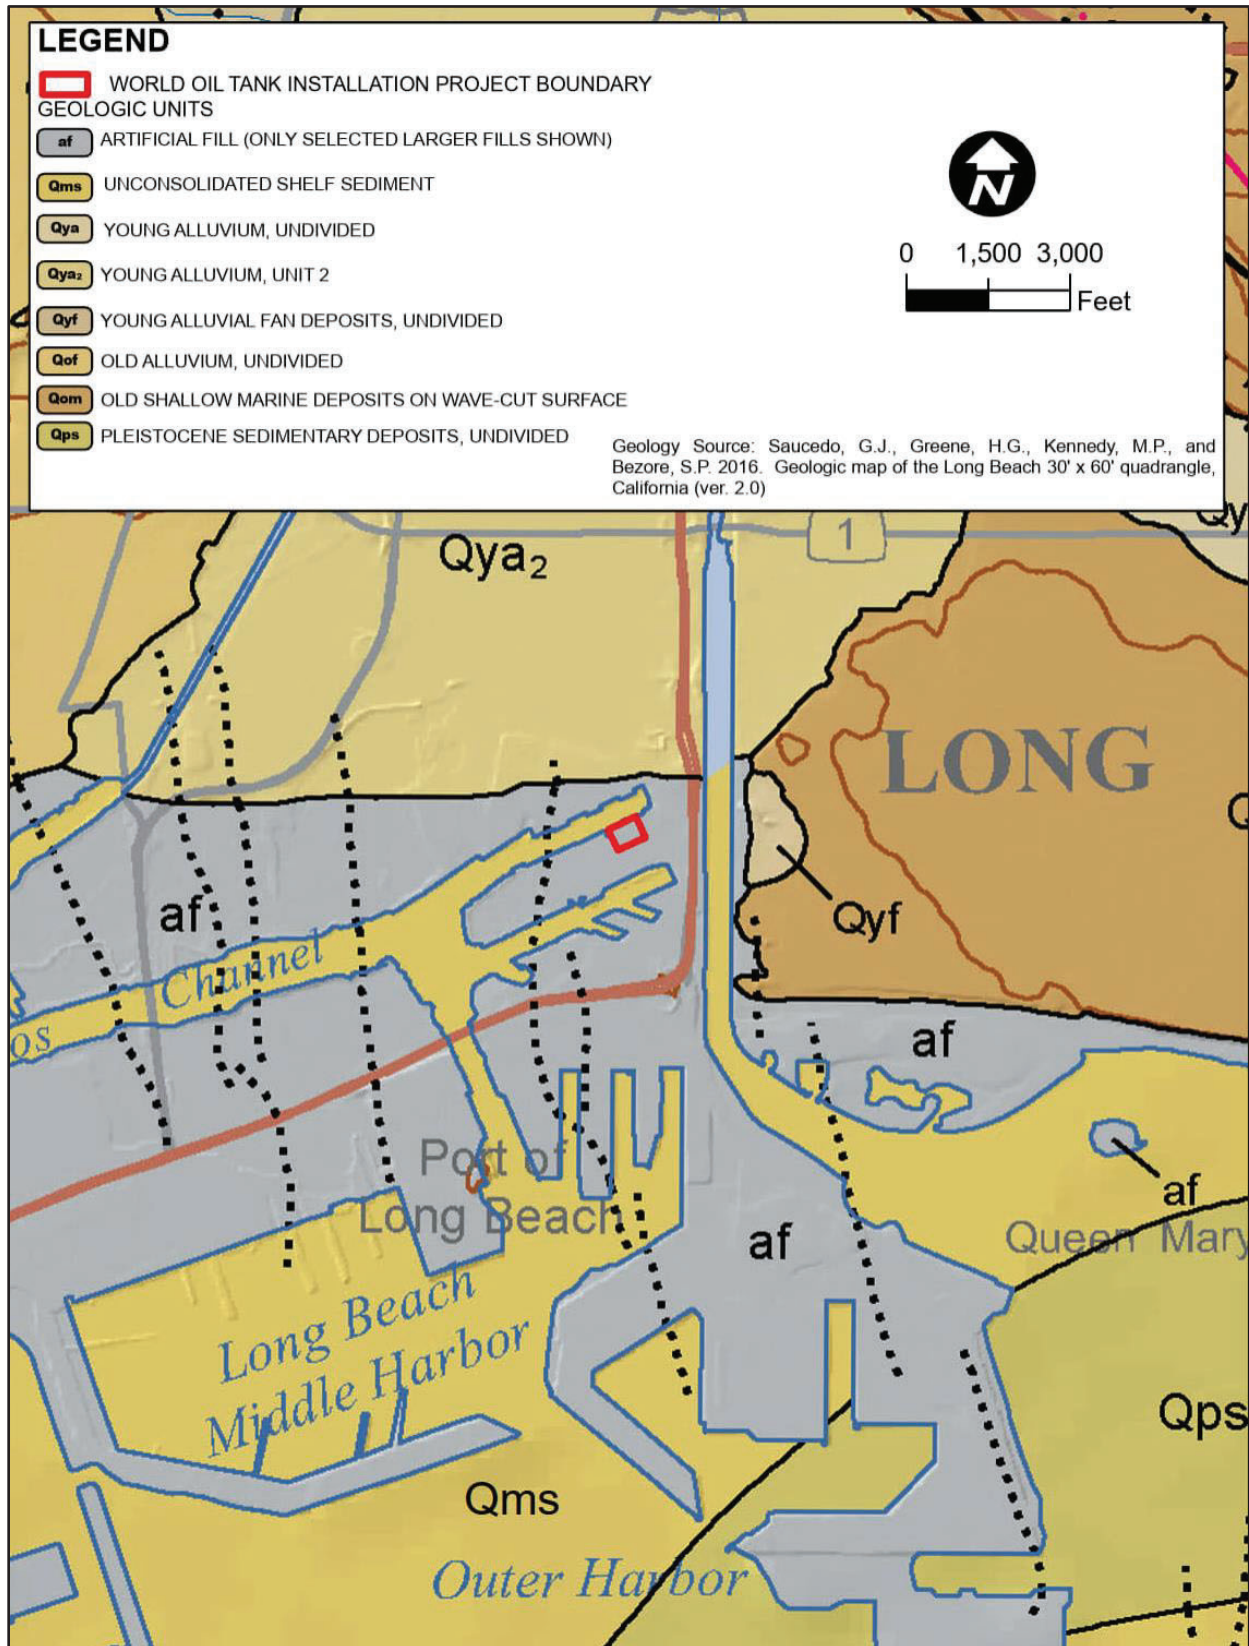 LEGEND
WORLD OIL TANK INSTALLATION PROJECT BOUNDARY
GEOLOGIC UNITS
af ARTIFICIAL FILL (ONLY SELECTED LARGER FILLS SHOWN)
Qms UNCONSOLIDATED SHELF SEDIMENT
Qya YOUNG ALLUVIUM, UNDIVIDED
Qya₂ YOUNG ALLUVIUM, UNIT 2
Qyf YOUNG ALLUVIAL FAN DEPOSITS, UNDIVIDED
Qof OLD ALLUVIUM, UNDIVIDED
Qom OLD SHALLOW MARINE DEPOSITS ON WAVE-CUT SURFACE
Qps PLEISTOCENE SEDIMENTARY DEPOSITS, UNDIVIDED
N
0 1,500 3,000
Feet
Geology Source: Saucedo, G.J., Greene, H.G., Kennedy, M.P., and
Bezore, S.P. 2016. Geologic map of the Long Beach 30' x 60' quadrangle,
California (ver. 2.0)
Qy
1
Qya₂
LONG
Q
af
Qyf
Channel
os
af
Port of
Long Beach
af
af
Queen Mary
Long Beach
Middle Harbor
Qps
Qms
Outer Harbor